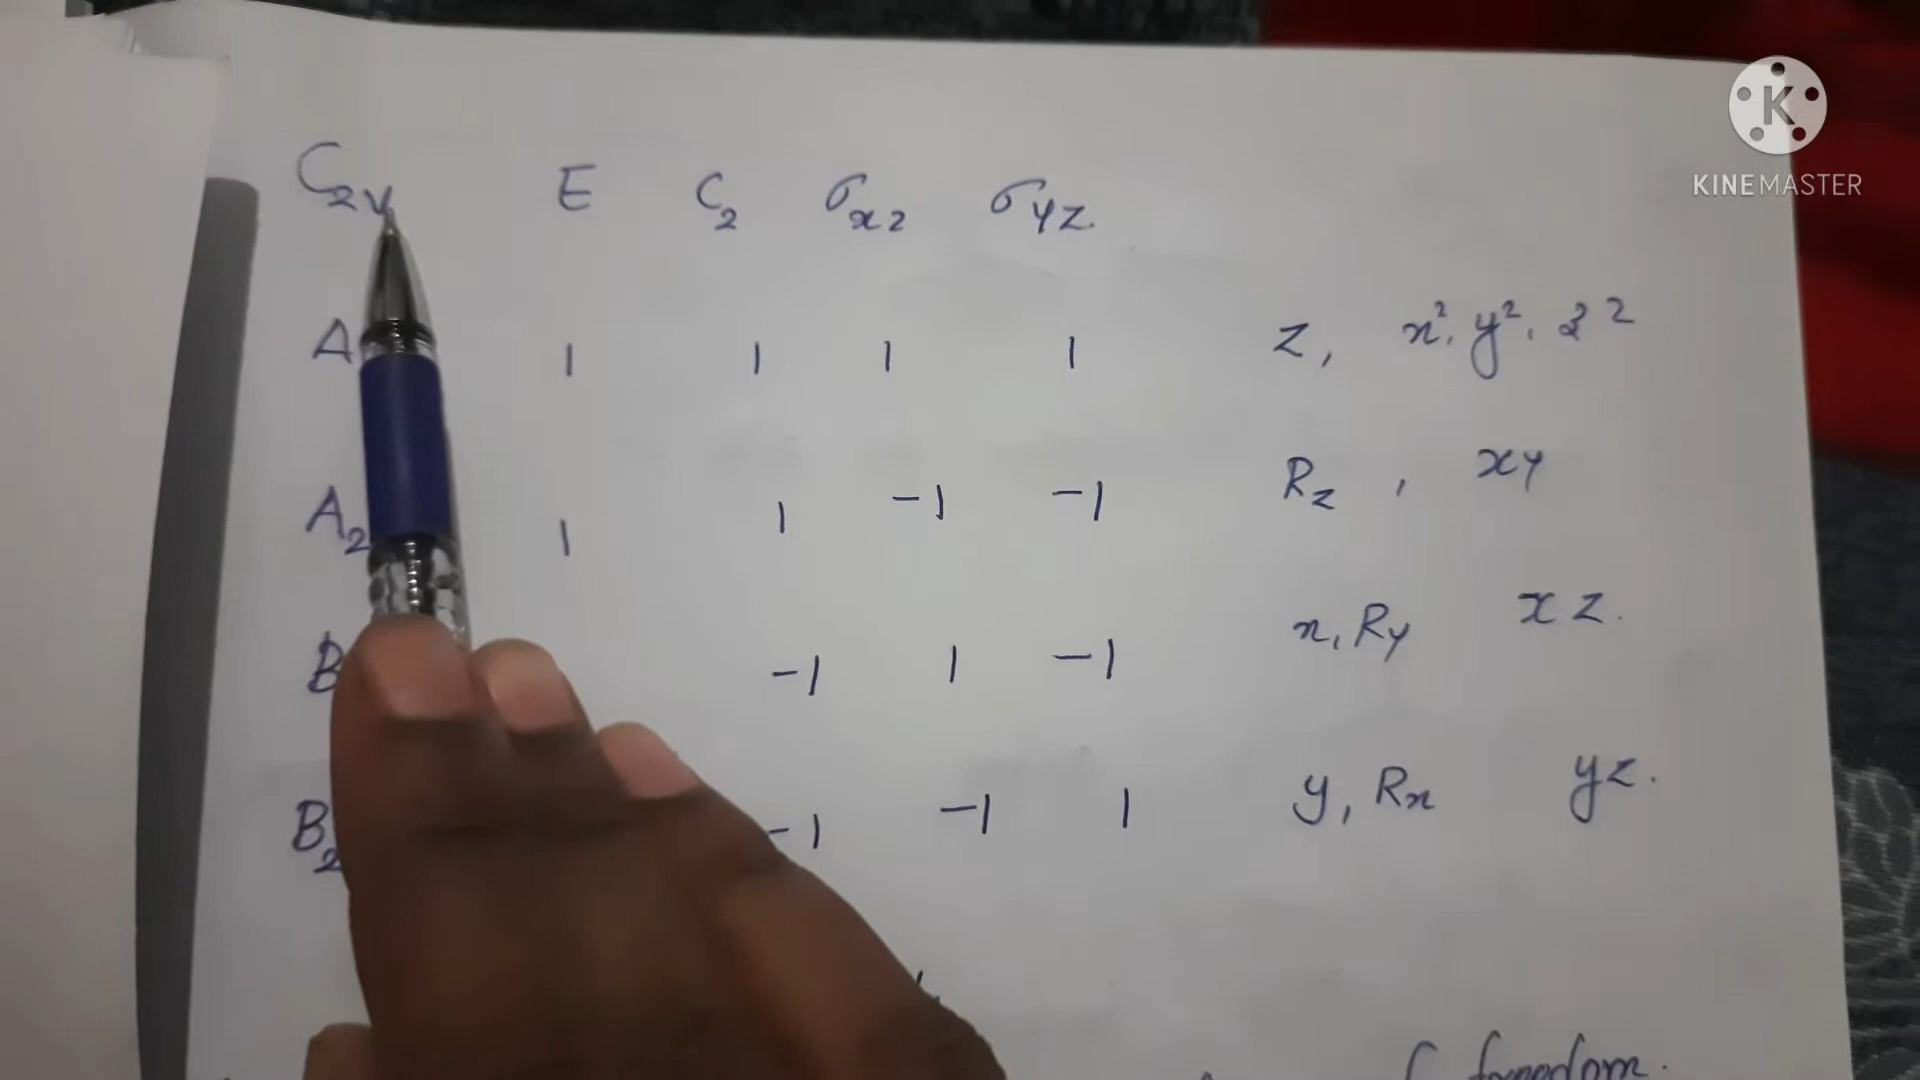 KINEMASTER
C2v E C2 σxz σyz.
A 1 1 1 1 z, x², y², z²
A2 1 1 -1 -1 Rz, xy
B -1 1 -1 x, Ry xz.
B2 -1 -1 1 y, Rx yz.
freedom.